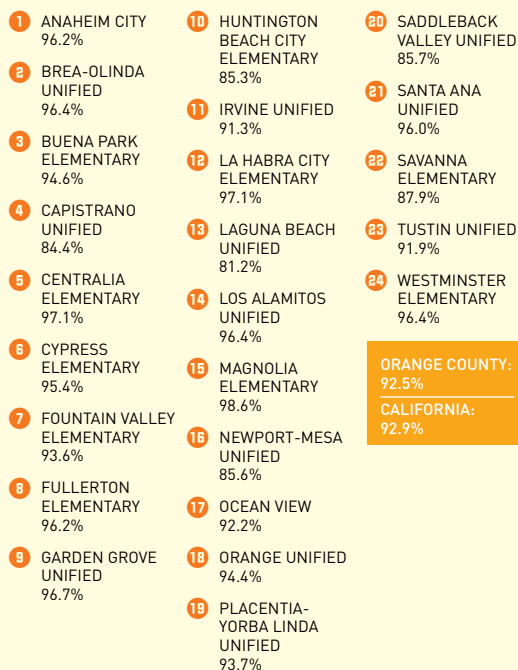 1 ANAHEIM CITY
96.2%
2 BREA-OLINDA
UNIFIED
96.4%
3 BUENA PARK
ELEMENTARY
94.6%
4 CAPISTRANO
UNIFIED
84.4%
5 CENTRALIA
ELEMENTARY
97.1%
6 CYPRESS
ELEMENTARY
95.4%
7 FOUNTAIN VALLEY
ELEMENTARY
93.6%
8 FULLERTON
ELEMENTARY
96.2%
9 GARDEN GROVE
UNIFIED
96.7%
10 HUNTINGTON
BEACH CITY
ELEMENTARY
85.3%
11 IRVINE UNIFIED
91.3%
12 LA HABRA CITY
ELEMENTARY
97.1%
13 LAGUNA BEACH
UNIFIED
81.2%
14 LOS ALAMITOS
UNIFIED
96.4%
15 MAGNOLIA
ELEMENTARY
98.6%
16 NEWPORT-MESA
UNIFIED
85.6%
17 OCEAN VIEW
92.2%
18 ORANGE UNIFIED
94.4%
19 PLACENTIA-
YORBA LINDA
UNIFIED
93.7%
20 SADDLEBACK
VALLEY UNIFIED
85.7%
21 SANTA ANA
UNIFIED
96.0%
22 SAVANNA
ELEMENTARY
87.9%
23 TUSTIN UNIFIED
91.9%
24 WESTMINSTER
ELEMENTARY
96.4%
ORANGE COUNTY:
92.5%
CALIFORNIA:
92.9%